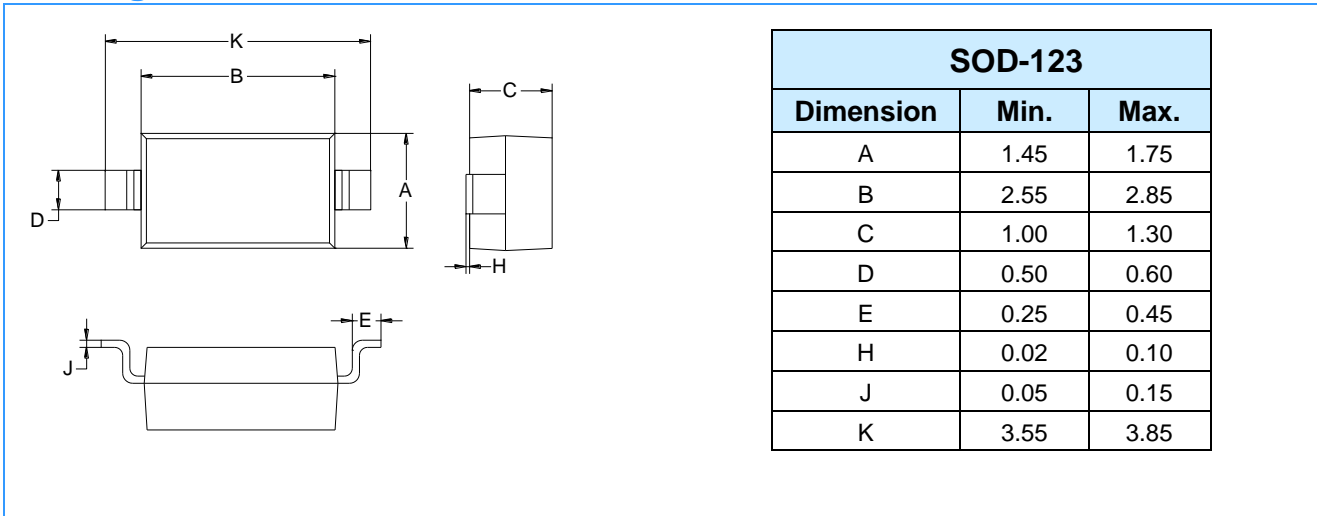 K
B
C
A
D
H
E
J
SOD-123
Dimension Min. Max.
A 1.45 1.75
B 2.55 2.85
C 1.00 1.30
D 0.50 0.60
E 0.25 0.45
H 0.02 0.10
J 0.05 0.15
K 3.55 3.85